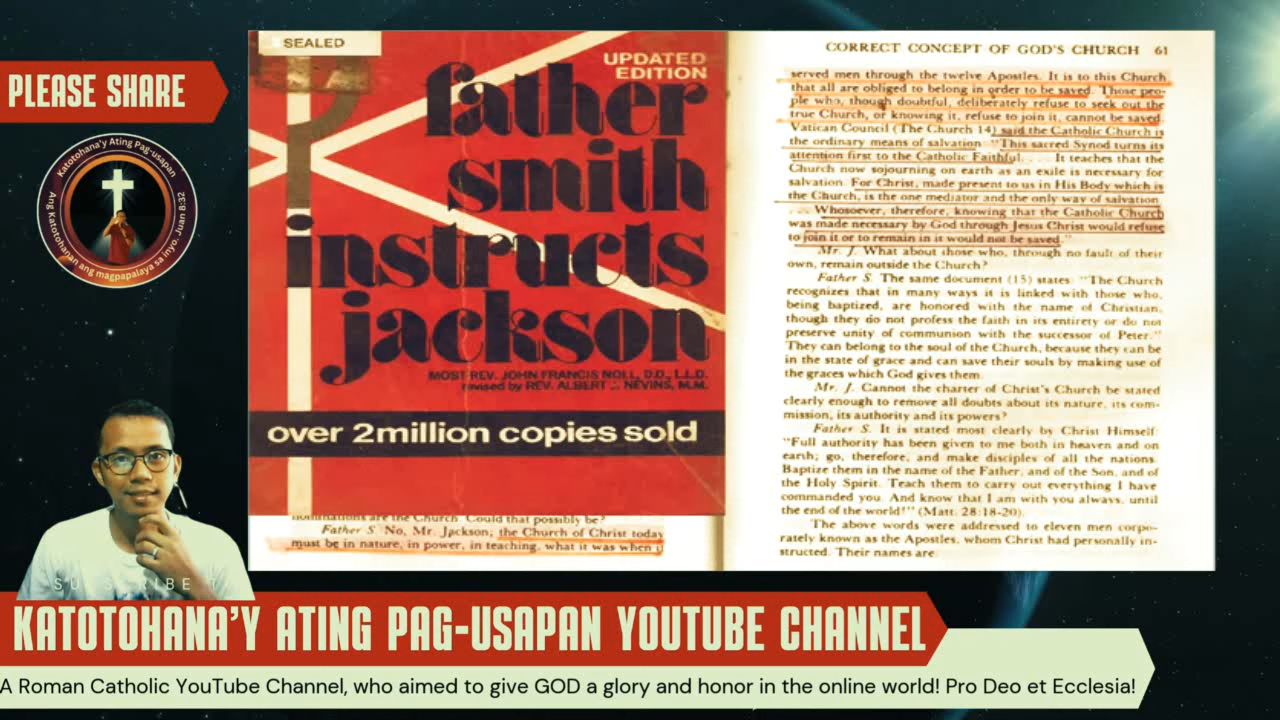 PLEASE SHARE
Katotohana'y Ating Pag-usapan
Ang Katotohanan ang magpapalaya sa inyo. Juan 8:32
SEALED
UPDATED
EDITION
father
smith
instructs
jackson
MOST REV. JOHN FRANCIS NOLL, D.D., L.L.D.
revised by REV. ALBERT J. NEVINS, M.M.
over 2million copies sold
nominations are the Church. Could that possibly be?
Father S. No, Mr. Jackson; the Church of Christ today
must be in nature, in power, in teaching, what it was when
CORRECT CONCEPT OF GOD'S CHURCH 61
served men through the twelve Apostles. It is to this Church
that all are obliged to belong in order to be saved. Those peo-
ple who, though doubtful, deliberately refuse to seek out the
true Church, or knowing it, refuse to join it, cannot be saved.
Vatican Council (The Church 14) said the Catholic Church is
the ordinary means of salvation "This sacred Synod turns its
attention first to the Catholic Faithful. . . . It teaches that the
Church now sojourning on earth as an exile is necessary for
salvation. For Christ, made present to us in His Body which is
the Church, is the one mediator and the only way of salvation
. . . Whosoever, therefore, knowing that the Catholic Church
was made necessary by God through Jesus Christ would refuse
to join it or to remain in it would not be saved."
Mr. J. What about those who, through no fault of their
own, remain outside the Church?
Father S. The same document (15) states: "The Church
recognizes that in many ways it is linked with those who,
being baptized, are honored with the name of Christian,
though they do not profess the faith in its entirety or do not
preserve unity of communion with the successor of Peter."
They can belong to the soul of the Church, because they can be
in the state of grace and can save their souls by making use of
the graces which God gives them.
Mr. J. Cannot the charter of Christ's Church be stated
clearly enough to remove all doubts about its nature, its com-
mission, its authority and its powers?
Father S. It is stated most clearly by Christ Himself:
"Full authority has been given to me both in heaven and on
earth; go, therefore, and make disciples of all the nations.
Baptize them in the name of the Father, and of the Son, and of
the Holy Spirit. Teach them to carry out everything I have
commanded you. And know that I am with you always, until
the end of the world!" (Matt. 28:18-20).
The above words were addressed to eleven men corpo-
rately known as the Apostles, whom Christ had personally in-
structed. Their names are
SUBSCRIBE
KATOTOHANA'Y ATING PAG-USAPAN YOUTUBE CHANNEL
A Roman Catholic YouTube Channel, who aimed to give GOD a glory and honor in the online world! Pro Deo et Ecclesia!